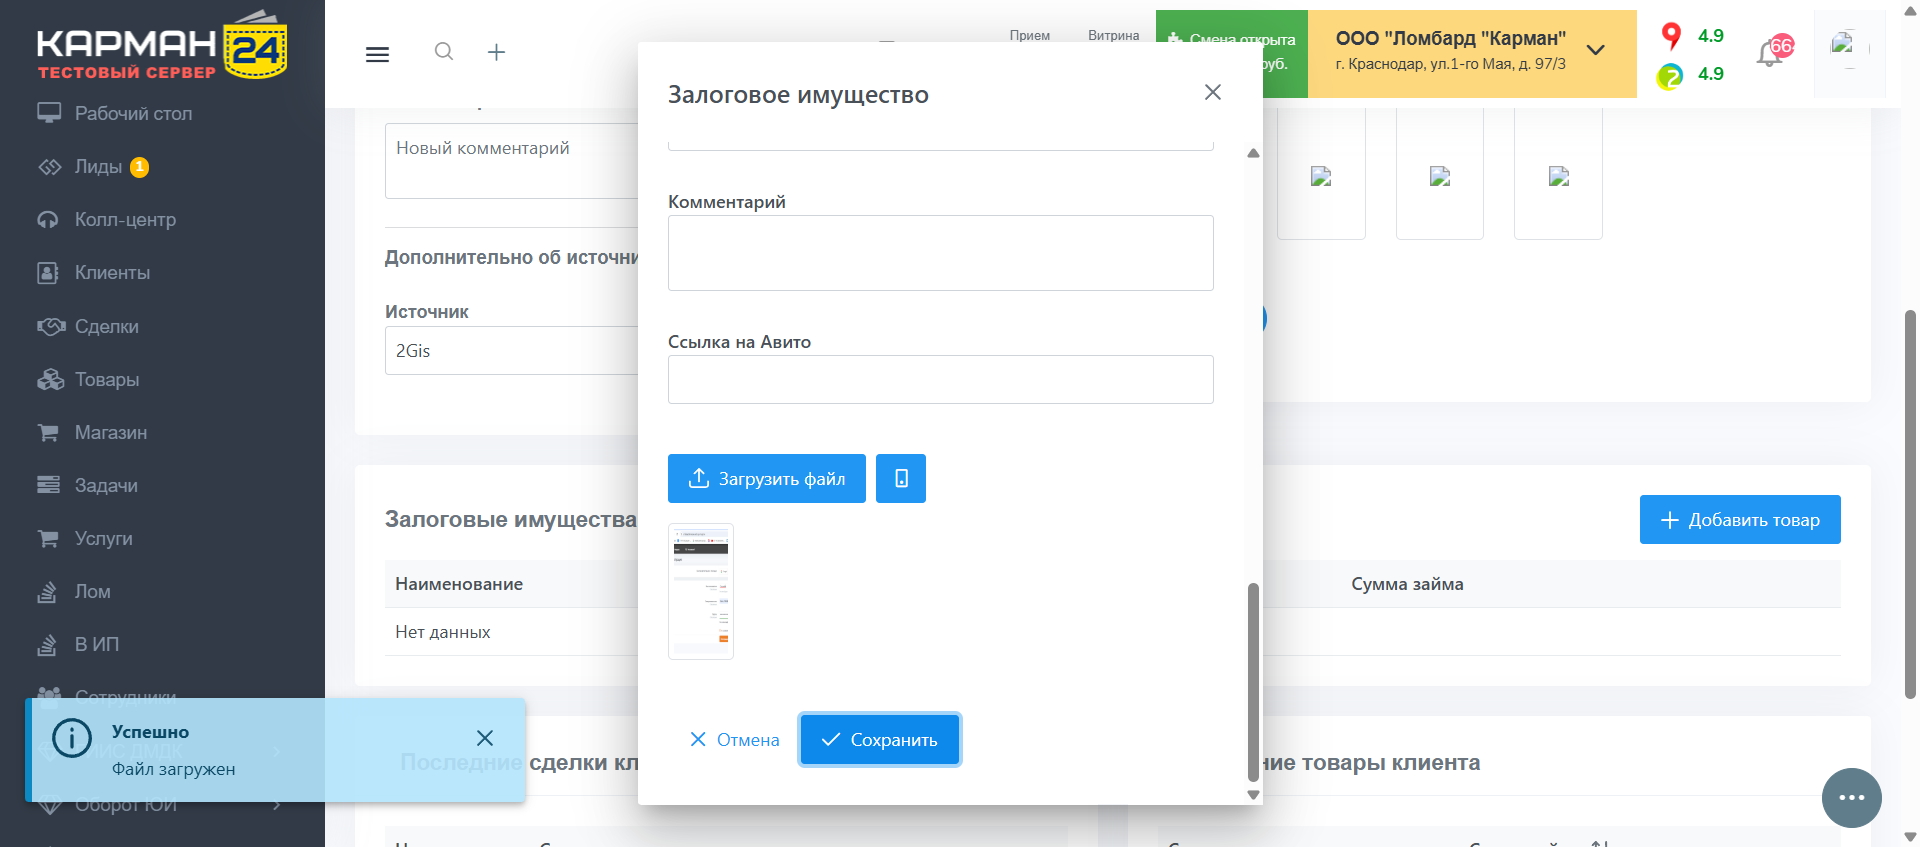 КАРМАН 24
ТЕСТОВЫЙ СЕРВЕР
Рабочий стол
Лиды 1
Колл-центр
Клиенты
Сделки
Товары
Магазин
Задачи
Услуги
Лом
В ИП
Сотрудники
Оборот ЮИ
Успешно
Файл загружен
Прием
Витрина
Смена открыта
руб.
ООО "Ломбард "Карман"
г. Краснодар, ул.1-го Мая, д. 97/3
4.9
2 4.9
66
Новый комментарий
Дополнительно об источни
Источник
2Gis
Залоговое имущество
Комментарий
Ссылка на Авито
Загрузить файл
Отмена
Сохранить
Залоговые имущества
Добавить товар
Наименование
Сумма займа
Нет данных
Последние сделки кл
ние товары клиента